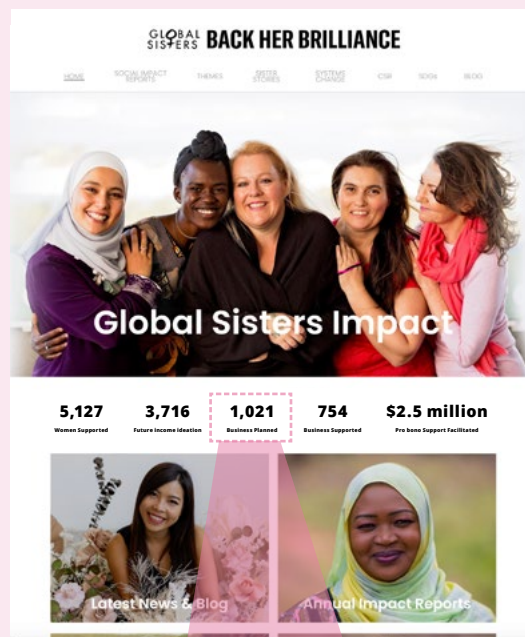 GLOBAL
SISTERS BACK HER BRILLIANCE
HOME SOCIAL IMPACT REPORTS THEMES SISTER STORIES SYSTEMS CHANGE CSR SDGs BLOG
Global Sisters Impact
5,127 3,716 1,021 754 $2.5 million
Women Supported Future Income Ideation Business Planned Business Supported Pro bono Support Facilitated
Latest News & Blog Annual Impact Reports